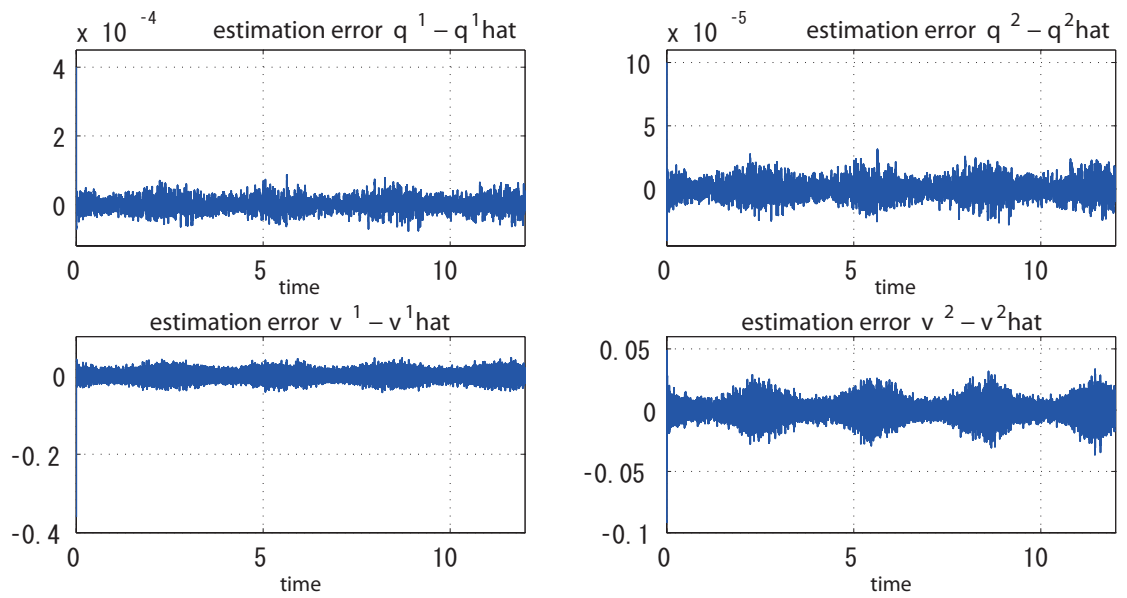 x 10 -4
estimation error q 1 – q 1 hat
4
2
0
0
5
10
time
x 10 -5
estimation error q 2 – q 2 hat
10
5
0
0
5
10
time
estimation error v 1 – v 1 hat
0
-0.2
-0.4
0
5
10
time
estimation error v 2 – v 2 hat
0.05
0
-0.05
-0.1
0
5
10
time